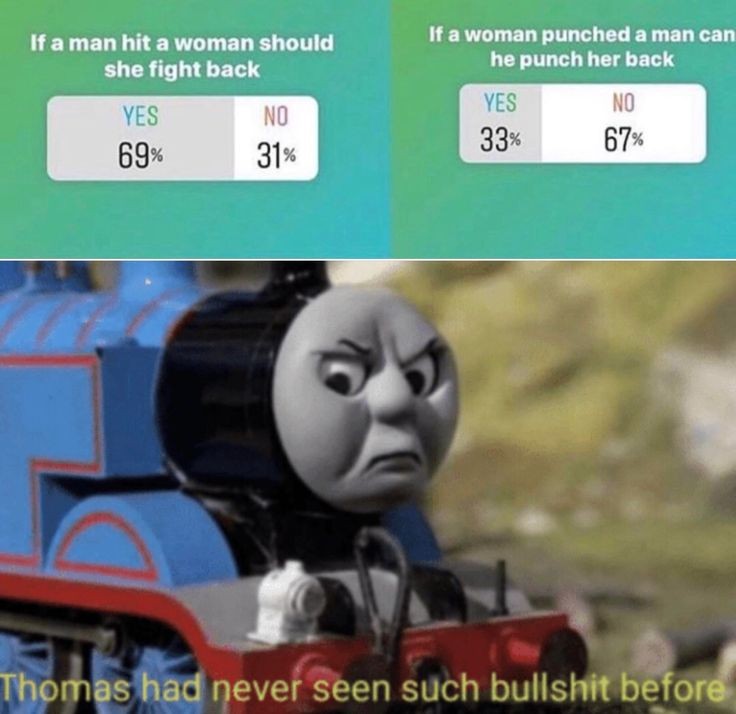 If a man hit a woman should
she fight back
YES NO
69% 31%
If a woman punched a man can
he punch her back
YES NO
33% 67%
Thomas had never seen such bullshit before